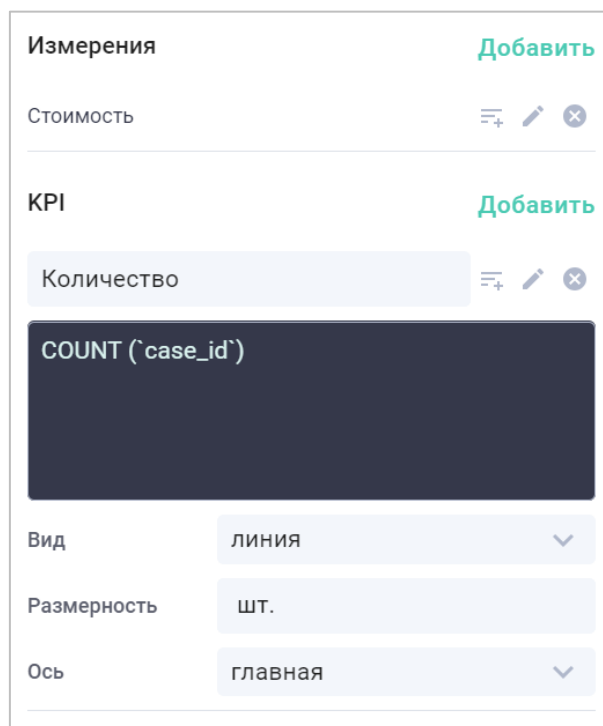 Измерения Добавить
Стоимость
KPI Добавить
Количество
COUNT (`case_id`)
Вид линия
Размерность шт.
Ось главная